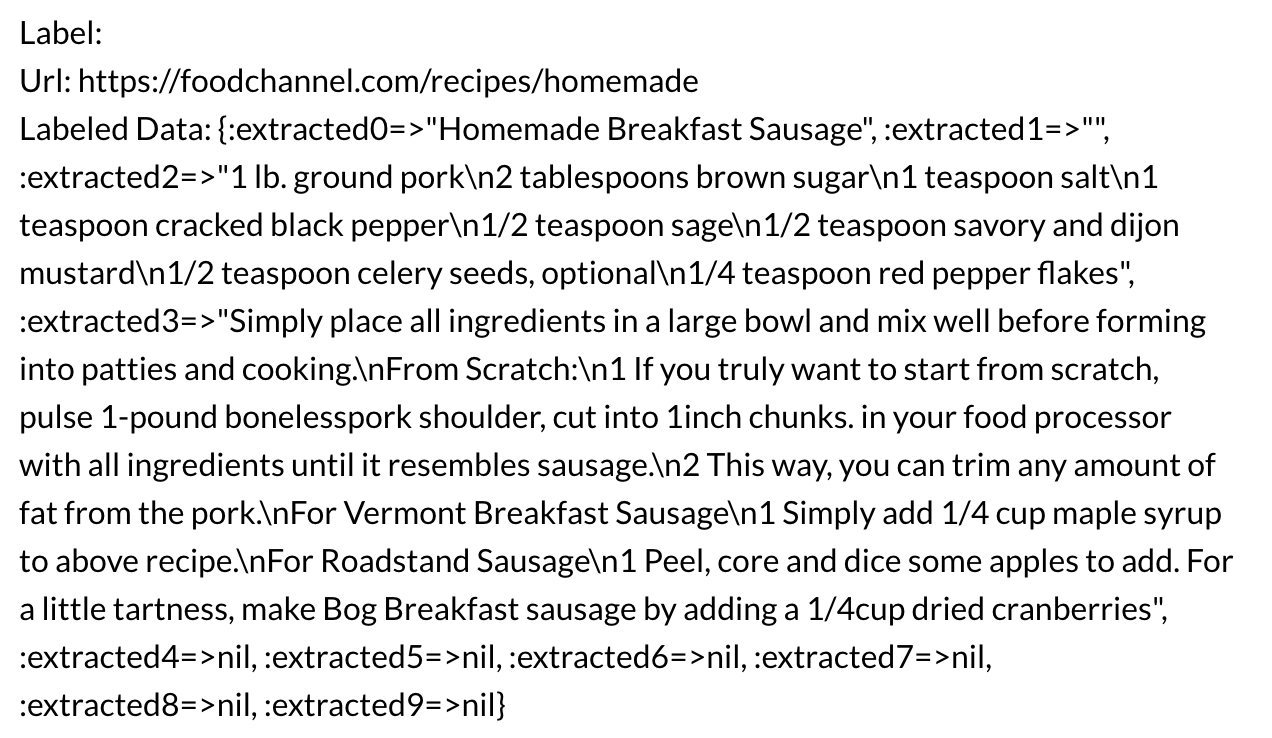 Label:
Url: https://foodchannel.com/recipes/homemade
Labeled Data: {:extracted0=>"Homemade Breakfast Sausage", :extracted1=>"",
:extracted2=>"1 lb. ground pork\n2 tablespoons brown sugar\n1 teaspoon salt\n1
teaspoon cracked black pepper\n1/2 teaspoon sage\n1/2 teaspoon savory and dijon
mustard\n1/2 teaspoon celery seeds, optional\n1/4 teaspoon red pepper flakes",
:extracted3=>"Simply place all ingredients in a large bowl and mix well before forming
into patties and cooking.\nFrom Scratch:\n1 If you truly want to start from scratch,
pulse 1-pound bonelesspork shoulder, cut into 1inch chunks. in your food processor
with all ingredients until it resembles sausage.\n2 This way, you can trim any amount of
fat from the pork.\nFor Vermont Breakfast Sausage\n1 Simply add 1/4 cup maple syrup
to above recipe.\nFor Roadstand Sausage\n1 Peel, core and dice some apples to add. For
a little tartness, make Bog Breakfast sausage by adding a 1/4cup dried cranberries",
:extracted4=>nil, :extracted5=>nil, :extracted6=>nil, :extracted7=>nil,
:extracted8=>nil, :extracted9=>nil}